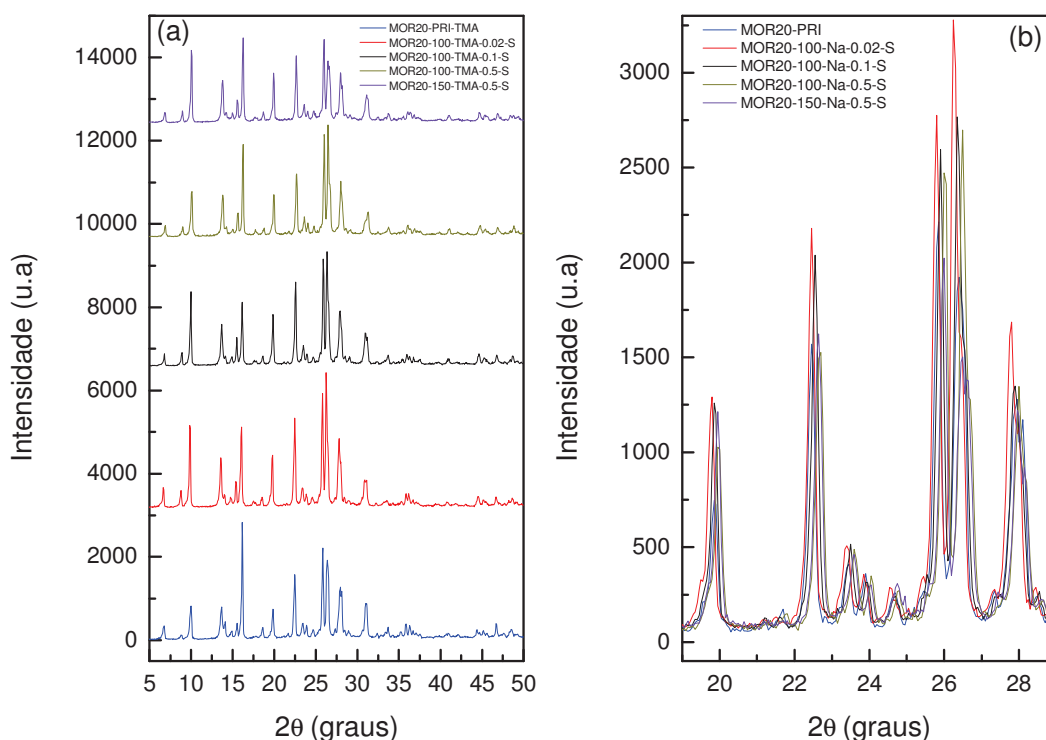 (a)
MOR20-PRI-TMA
MOR20-100-TMA-0.02-S
MOR20-100-TMA-0.1-S
MOR20-100-TMA-0.5-S
MOR20-150-TMA-0.5-S
14000
12000
10000
8000
6000
4000
2000
0
Intensidade (u.a)
5 10 15 20 25 30 35 40 45 50
2θ (graus)
(b)
MOR20-PRI
MOR20-100-Na-0.02-S
MOR20-100-Na-0.1-S
MOR20-100-Na-0.5-S
MOR20-150-Na-0.5-S
3000
2500
2000
1500
1000
500
0
Intensidade (u.a)
20 22 24 26 28
2θ (graus)